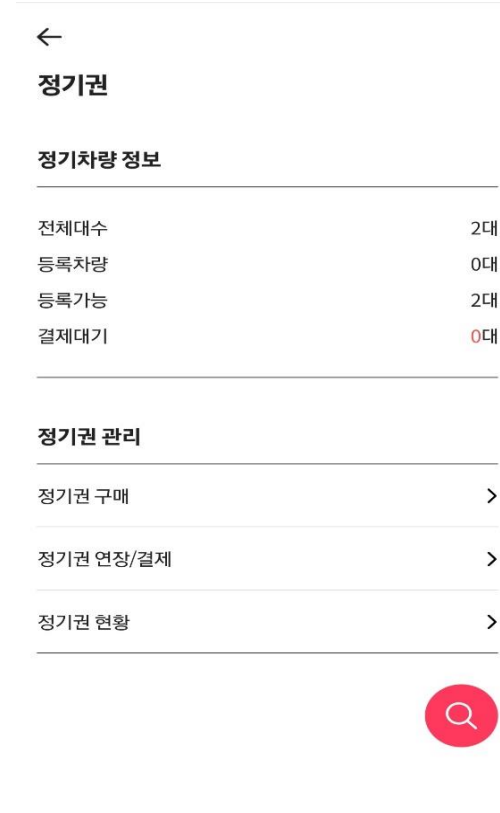 정기권
정기차량 정보
전체대수 2대
등록차량 0대
등록가능 2대
결제대기 0대
정기권 관리
정기권 구매
정기권 연장/결제
정기권 현황